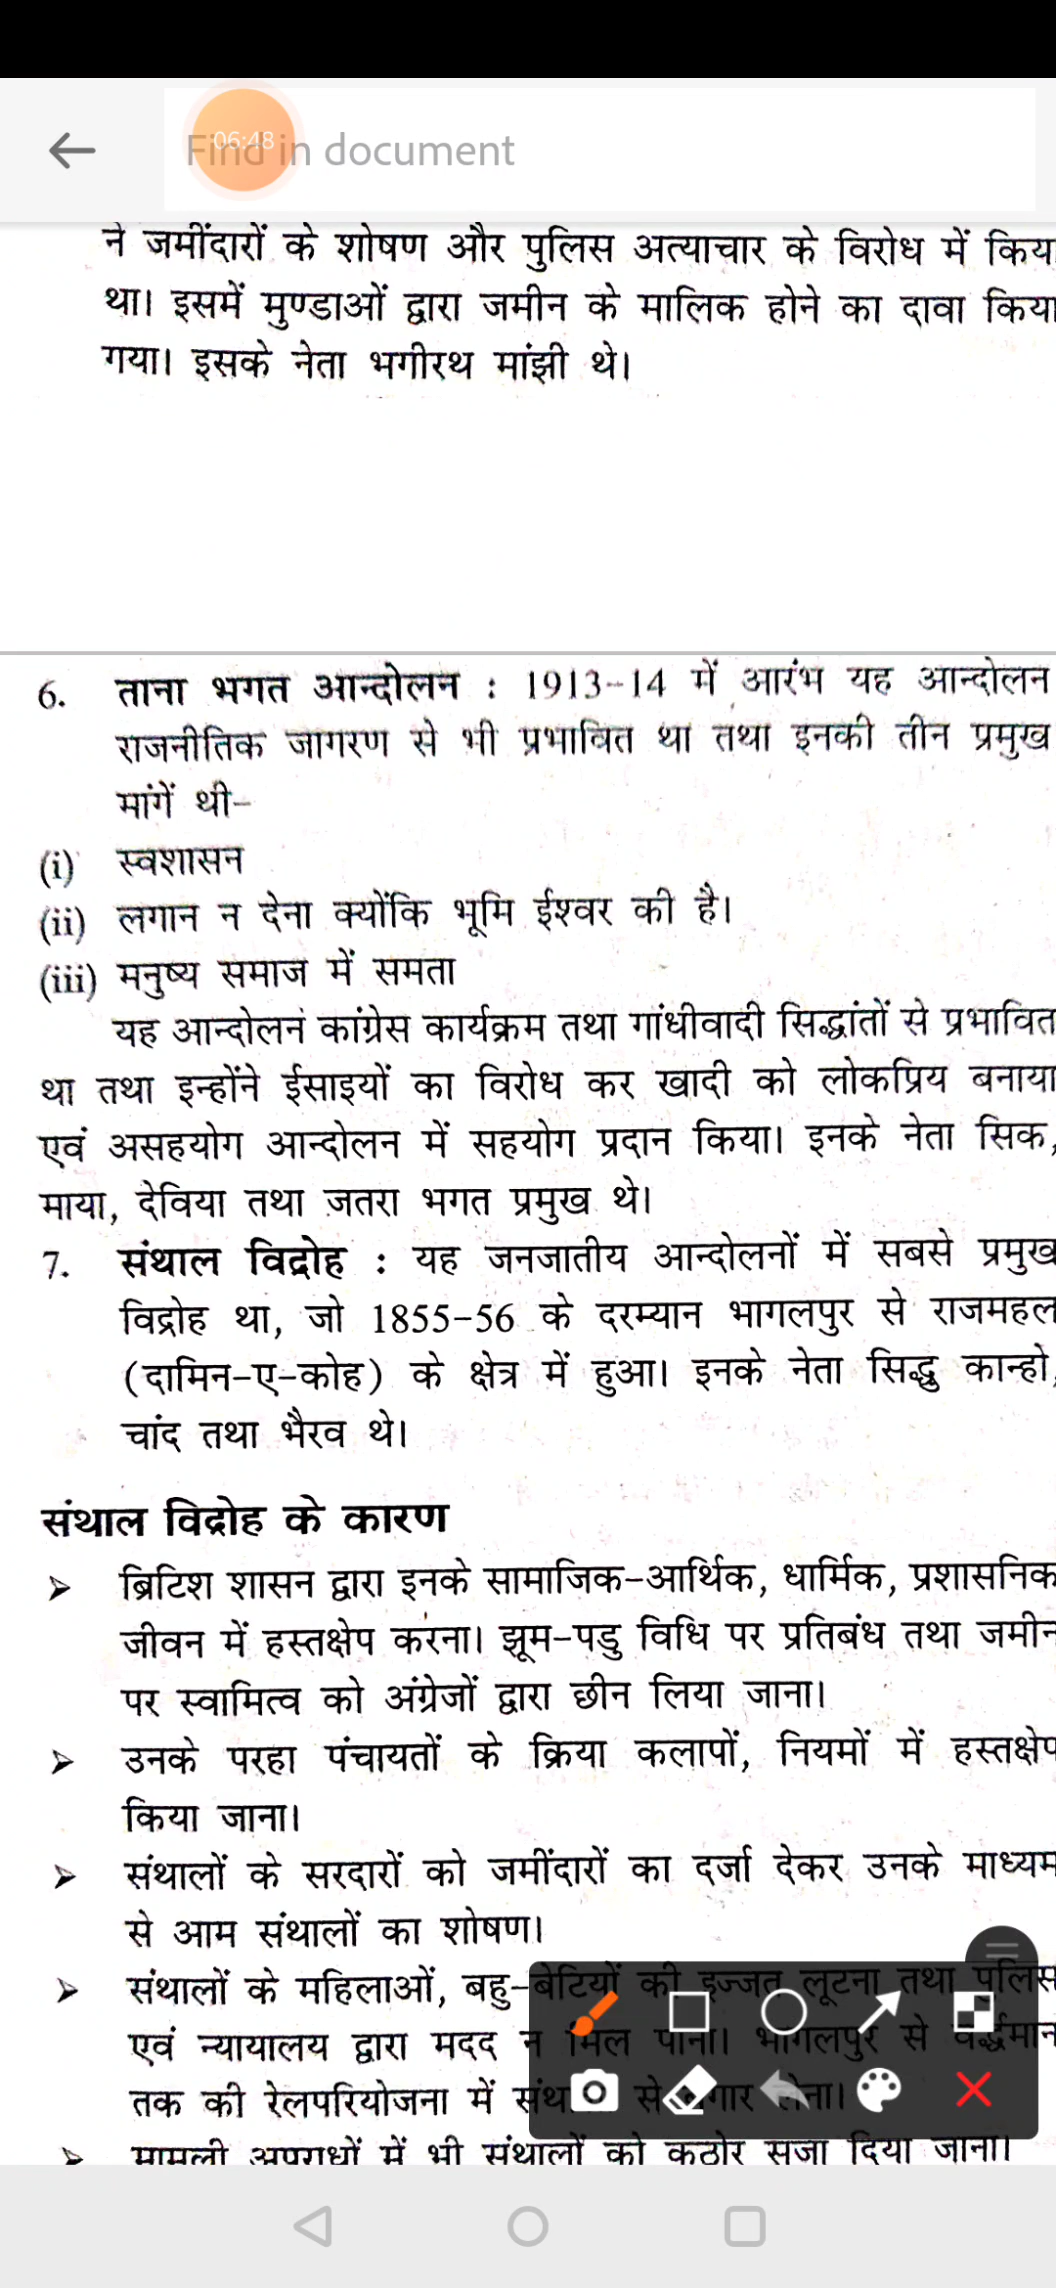 06:48
Find in document
ने जमींदारों के शोषण और पुलिस अत्याचार के विरोध में किया
था। इसमें मुण्डाओं द्वारा जमीन के मालिक होने का दावा किया
गया। इसके नेता भगीरथ मांझी थे।
6. ताना भगत आन्दोलन : 1913-14 में आरंभ यह आन्दोलन
राजनीतिक जागरण से भी प्रभावित था तथा इनकी तीन प्रमुख
मांगें थी-
(i) स्वशासन
(ii) लगान न देना क्योंकि भूमि ईश्वर की है।
(iii) मनुष्य समाज में समता
यह आन्दोलन कांग्रेस कार्यक्रम तथा गांधीवादी सिद्धांतों से प्रभावित
था तथा इन्होंने ईसाइयों का विरोध कर खादी को लोकप्रिय बनाया
एवं असहयोग आन्दोलन में सहयोग प्रदान किया। इनके नेता सिक,
माया, देविया तथा जतरा भगत प्रमुख थे।
7. संथाल विद्रोह : यह जनजातीय आन्दोलनों में सबसे प्रमुख
विद्रोह था, जो 1855-56 के दरम्यान भागलपुर से राजमहल
(दामिन-ए-कोह) के क्षेत्र में हुआ। इनके नेता सिद्धु कान्हो,
चांद तथा भैरव थे।
संथाल विद्रोह के कारण
➢ ब्रिटिश शासन द्वारा इनके सामाजिक-आर्थिक, धार्मिक, प्रशासनिक
जीवन में हस्तक्षेप करना। झूम-पडु विधि पर प्रतिबंध तथा जमीन
पर स्वामित्व को अंग्रेजों द्वारा छीन लिया जाना।
➢ उनके परहा पंचायतों के क्रिया कलापों, नियमों में हस्तक्षेप
किया जाना।
➢ संथालों के सरदारों को जमींदारों का दर्जा देकर उनके माध्यम
से आम संथालों का शोषण।
➢ संथालों के महिलाओं, बहु-बेटियों की इज्जत लूटना तथा पुलिस
एवं न्यायालय द्वारा मदद न मिल पाना। भागलपुर से वर्द्धमान
तक की रेलपरियोजना में से लेना।
➢ मामूली अपराधों में भी संथालों को कठोर सजा दिया जाना।